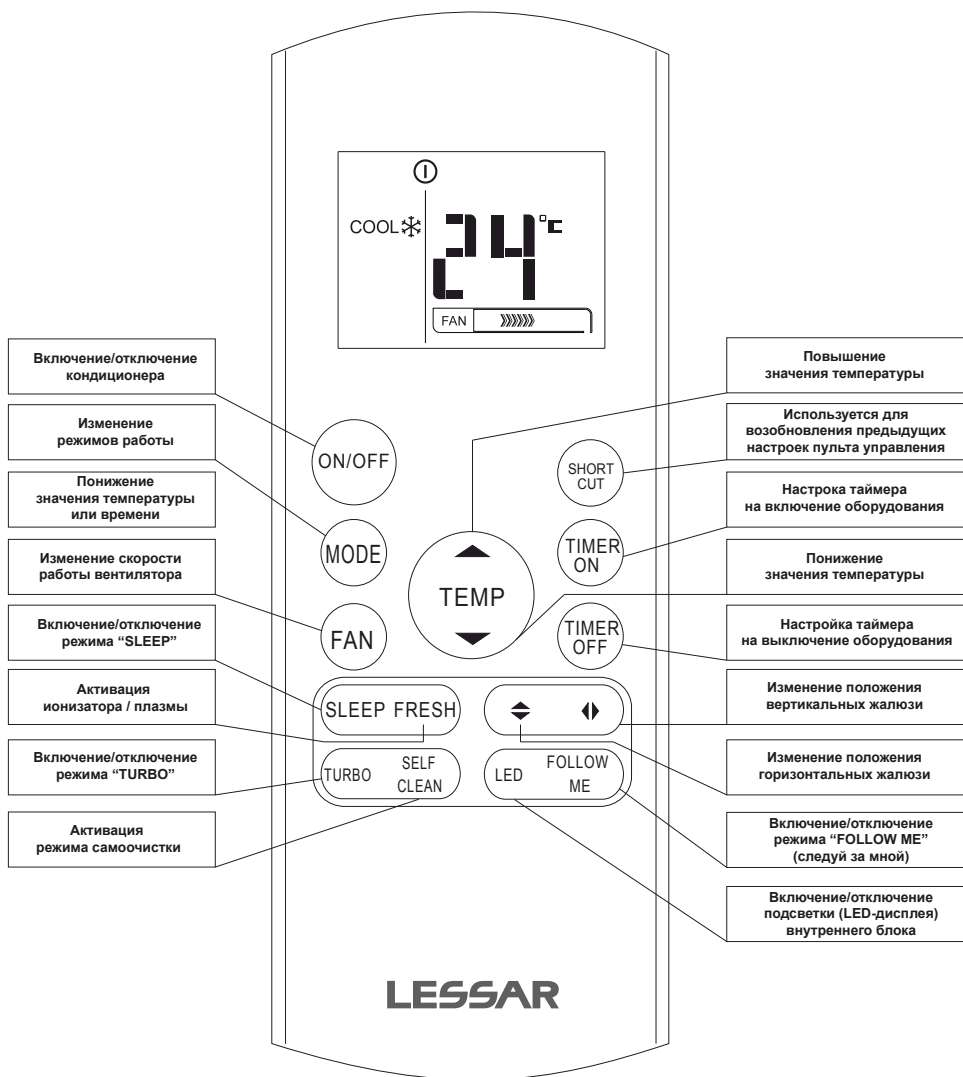 COOL
24°C
FAN
Включение/отключение
кондиционера
Изменение
режимов работы
Понижение
значения температуры
или времени
Изменение скорости
работы вентилятора
Включение/отключение
режима “SLEEP”
Активация
ионизатора / плазмы
Включение/отключение
режима “TURBO”
Активация
режима самоочистки
ON/OFF
MODE
FAN
TEMP
SHORT
CUT
TIMER
ON
TIMER
OFF
SLEEP FRESH
TURBO
SELF
CLEAN
LED
FOLLOW
ME
Повышение
значения температуры
Используется для
возобновления предыдущих
настроек пульта управления
Настрока таймера
на включение оборудования
Понижение
значения температуры
Настройка таймера
на выключение оборудования
Изменение положения
вертикальных жалюзи
Изменение положения
горизонтальных жалюзи
Включение/отключение
режима “FOLLOW ME”
(следуй за мной)
Включение/отключение
подсветки (LED-дисплея)
внутреннего блока
LESSAR